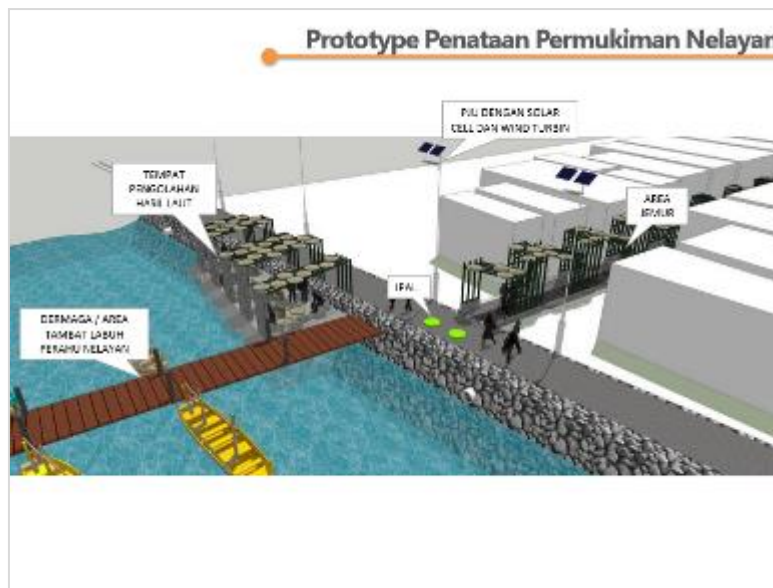 Prototype Penataan Permukiman Nelayan
PJU DENGAN SOLAR
CELL DAN WIND TURBIN
TEMPAT
PENGOLAHAN
HASIL LAUT
AREA
JEMUR
IPAL
DERMAGA / AREA
TAMBAT LABUH
PERAHU NELAYAN